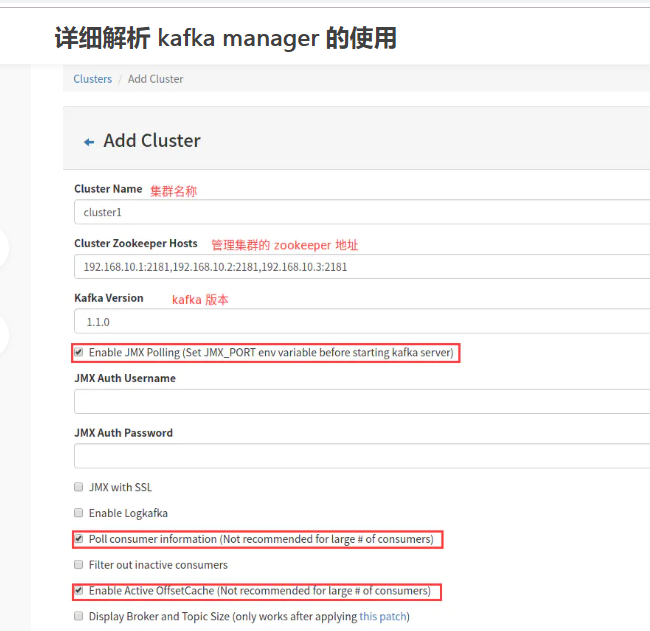 详细解析 kafka manager 的使用
Clusters / Add Cluster
Add Cluster
Cluster Name 集群名称
cluster1
Cluster Zookeeper Hosts 管理集群的 zookeeper 地址
192.168.10.1:2181,192.168.10.2:2181,192.168.10.3:2181
Kafka Version kafka 版本
1.1.0
Enable JMX Polling (Set JMX_PORT env variable before starting kafka server)
JMX Auth Username
JMX Auth Password
JMX with SSL
Enable Logkafka
Poll consumer information (Not recommended for large # of consumers)
Filter out inactive consumers
Enable Active OffsetCache (Not recommended for large # of consumers)
Display Broker and Topic Size (only works after applying this patch)